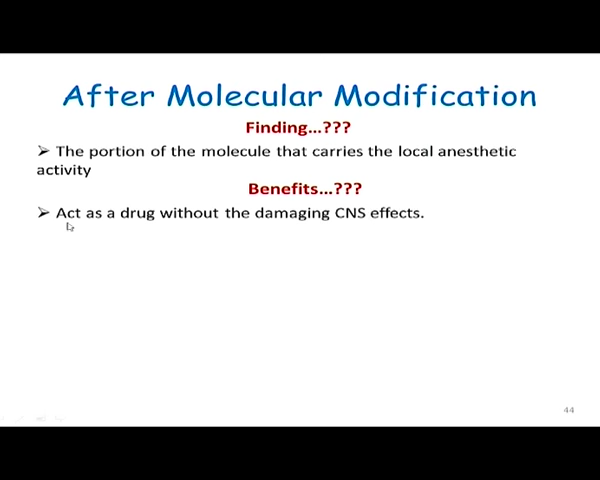 After Molecular Modification
Finding...???
➢ The portion of the molecule that carries the local anesthetic
activity
Benefits...???
➢ Act as a drug without the damaging CNS effects.
44